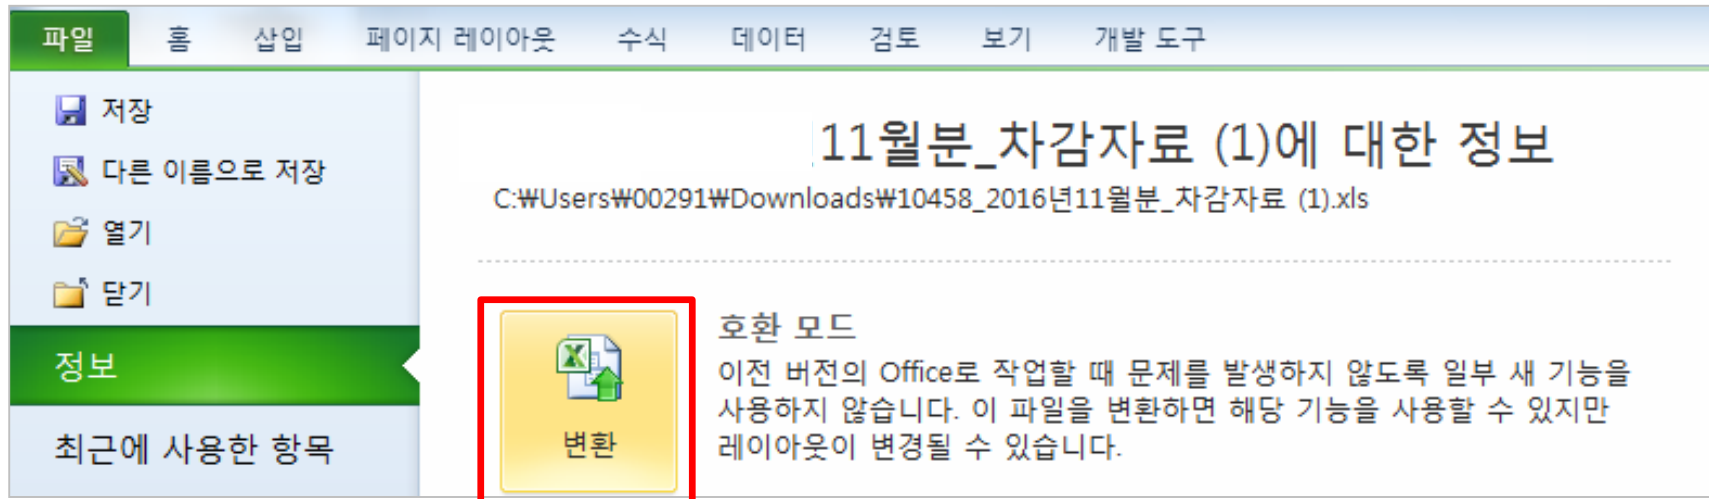 파일 홈 삽입 페이지 레이아웃 수식 데이터 검토 보기 개발 도구
저장
다른 이름으로 저장
열기
닫기
정보
최근에 사용한 항목
11월분_차감자료 (1)에 대한 정보
C:₩Users₩00291₩Downloads₩10458_2016년11월분_차감자료 (1).xls
변환
호환 모드
이전 버전의 Office로 작업할 때 문제를 발생하지 않도록 일부 새 기능을
사용하지 않습니다. 이 파일을 변환하면 해당 기능을 사용할 수 있지만
레이아웃이 변경될 수 있습니다.